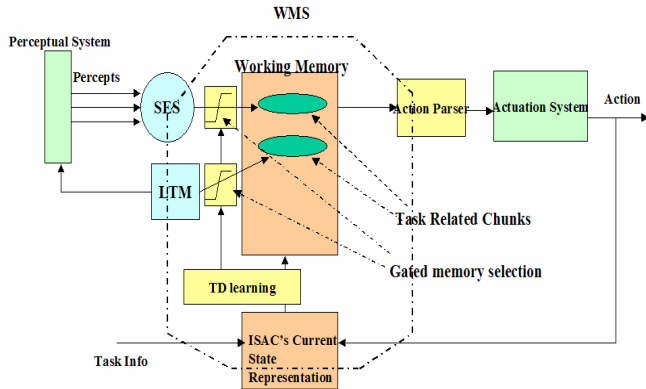 WMS
Perceptual System
Percepts
SES
Working Memory
Action Parser
Actuation System
Action
LTM
Task Related Chunks
Gated memory selection
TD learning
Task Info
ISAC's Current
State
Representation